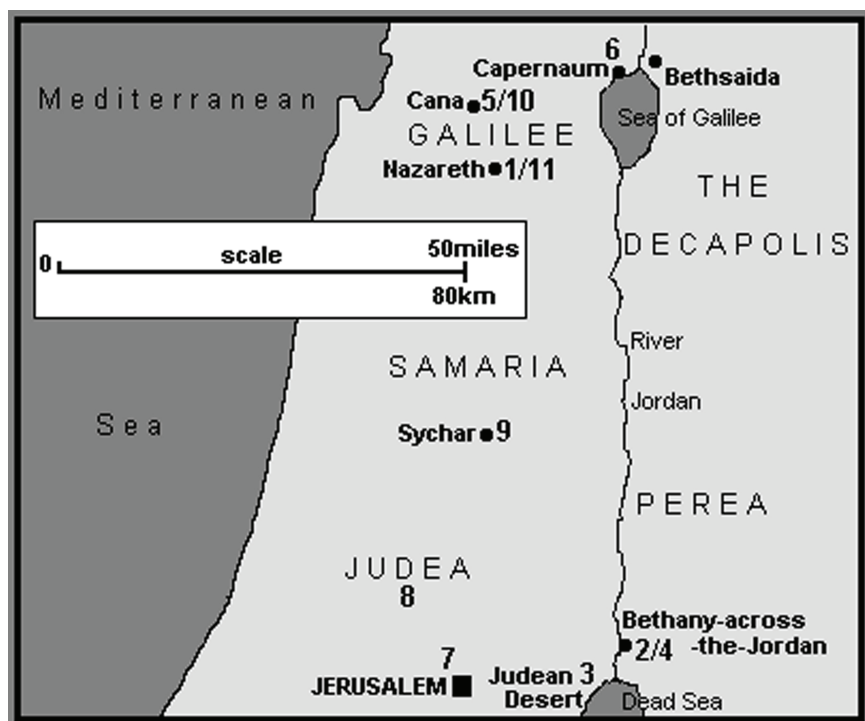 6
Capernaum
Bethsaida
Mediterranean
Cana 5/10
Sea of Galilee
GALILEE
Nazareth 1/11
THE
DECAPOLIS
scale
50miles
0
80km
River
SAMARIA
Jordan
Sea
Sychar 9
PEREA
JUDEA
8
Bethany-across
2/4 -the-Jordan
7
JERUSALEM
Judean 3
Desert
Dead Sea